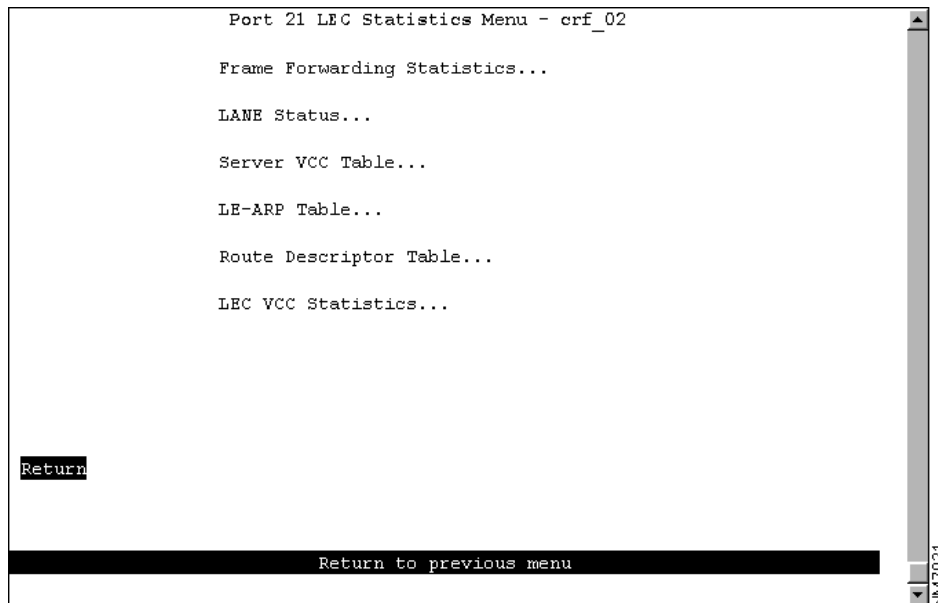 Port 21 LEC Statistics Menu - crf_02
Frame Forwarding Statistics...
LANE Status...
Server VCC Table...
LE-ARP Table...
Route Descriptor Table...
LEC VCC Statistics...
Return
Return to previous menu